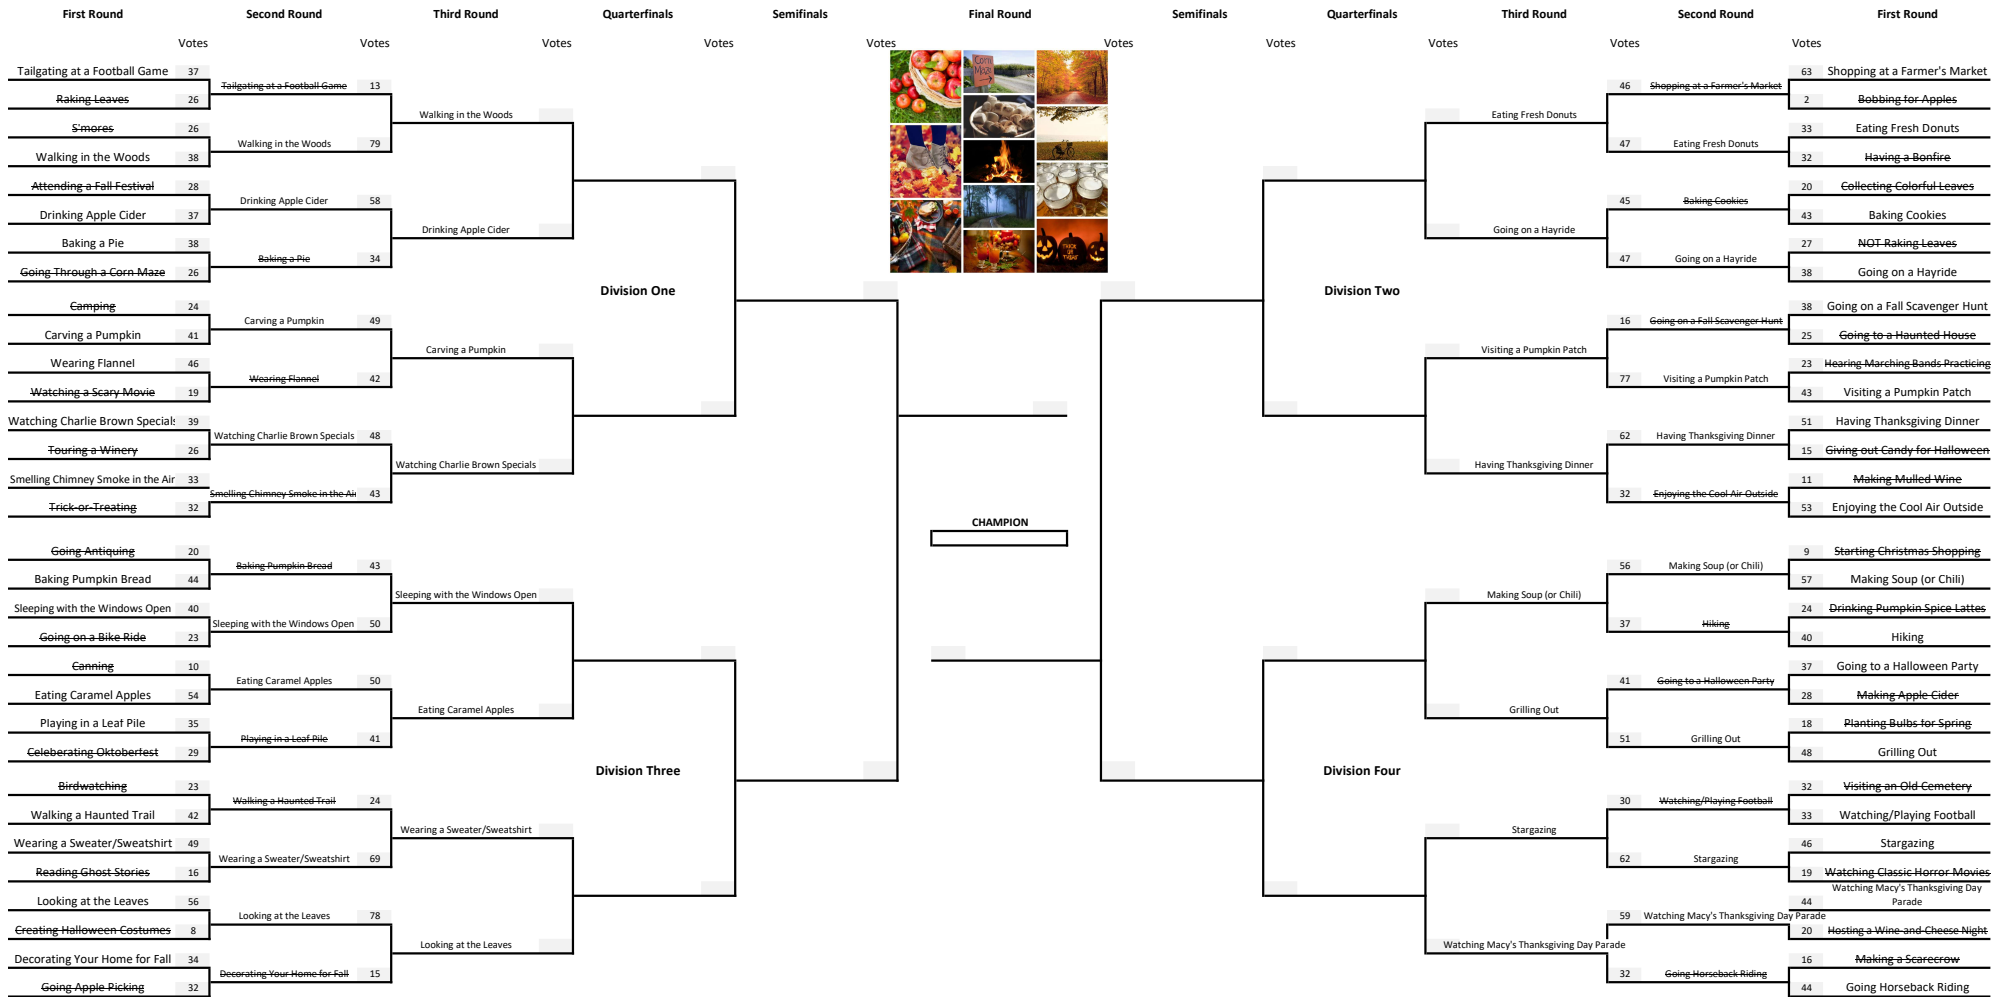 First Round Second Round Third Round Quarterfinals Semifinals Final Round Semifinals Quarterfinals Third Round Second Round First Round
Votes Votes Votes Votes Votes Votes Votes Votes Votes Votes
Tailgating at a Football Game 37
Raking Leaves 26
S'mores 26
Walking in the Woods 38
Attending a Fall Festival 28
Drinking Apple Cider 37
Baking a Pie 38
Going Through a Corn Maze 26
Camping 24
Carving a Pumpkin 41
Wearing Flannel 46
Watching a Scary Movie 19
Watching Charlie Brown Specials 39
Touring a Winery 26
Smelling Chimney Smoke in the Air 33
Trick-or-Treating 32
Going Antiquing 20
Baking Pumpkin Bread 44
Sleeping with the Windows Open 40
Going on a Bike Ride 23
Canning 10
Eating Caramel Apples 54
Playing in a Leaf Pile 35
Celeberating Oktoberfest 29
Birdwatching 23
Walking a Haunted Trail 42
Wearing a Sweater/Sweatshirt 49
Reading Ghost Stories 16
Looking at the Leaves 56
Creating Halloween Costumes 8
Decorating Your Home for Fall 34
Going Apple Picking 32
Tailgating at a Football Game 13
Walking in the Woods 79
Drinking Apple Cider 58
Baking a Pie 34
Carving a Pumpkin 49
Wearing Flannel 42
Watching Charlie Brown Specials 48
Smelling Chimney Smoke in the Air 43
Baking Pumpkin Bread 43
Sleeping with the Windows Open 50
Eating Caramel Apples 50
Playing in a Leaf Pile 41
Walking a Haunted Trail 24
Wearing a Sweater/Sweatshirt 69
Looking at the Leaves 78
Decorating Your Home for Fall 15
Walking in the Woods
Drinking Apple Cider
Carving a Pumpkin
Watching Charlie Brown Specials
Sleeping with the Windows Open
Eating Caramel Apples
Wearing a Sweater/Sweatshirt
Looking at the Leaves
Division One
Division Three
Corn
Maze
TRICK
OR
TREAT
CHAMPION
Division Two
Division Four
Eating Fresh Donuts
Going on a Hayride
Visiting a Pumpkin Patch
Having Thanksgiving Dinner
Making Soup (or Chili)
Grilling Out
Stargazing
Watching Macy's Thanksgiving Day Parade
46 Shopping at a Farmer's Market
47 Eating Fresh Donuts
45 Baking Cookies
47 Going on a Hayride
16 Going on a Fall Scavenger Hunt
77 Visiting a Pumpkin Patch
62 Having Thanksgiving Dinner
32 Enjoying the Cool Air Outside
56 Making Soup (or Chili)
37 Hiking
41 Going to a Halloween Party
51 Grilling Out
30 Watching/Playing Football
62 Stargazing
59 Watching Macy's Thanksgiving Day Parade
32 Going Horseback Riding
63 Shopping at a Farmer's Market
2 Bobbing for Apples
33 Eating Fresh Donuts
32 Having a Bonfire
20 Collecting Colorful Leaves
43 Baking Cookies
27 NOT Raking Leaves
38 Going on a Hayride
38 Going on a Fall Scavenger Hunt
25 Going to a Haunted House
23 Hearing Marching Bands Practicing
43 Visiting a Pumpkin Patch
51 Having Thanksgiving Dinner
15 Giving out Candy for Halloween
11 Making Mulled Wine
53 Enjoying the Cool Air Outside
9 Starting Christmas Shopping
57 Making Soup (or Chili)
24 Drinking Pumpkin Spice Lattes
40 Hiking
37 Going to a Halloween Party
28 Making Apple Cider
18 Planting Bulbs for Spring
48 Grilling Out
32 Visiting an Old Cemetery
33 Watching/Playing Football
46 Stargazing
19 Watching Classic Horror Movies
Watching Macy's Thanksgiving Day
44 Parade
20 Hosting a Wine-and-Cheese Night
16 Making a Scarecrow
44 Going Horseback Riding